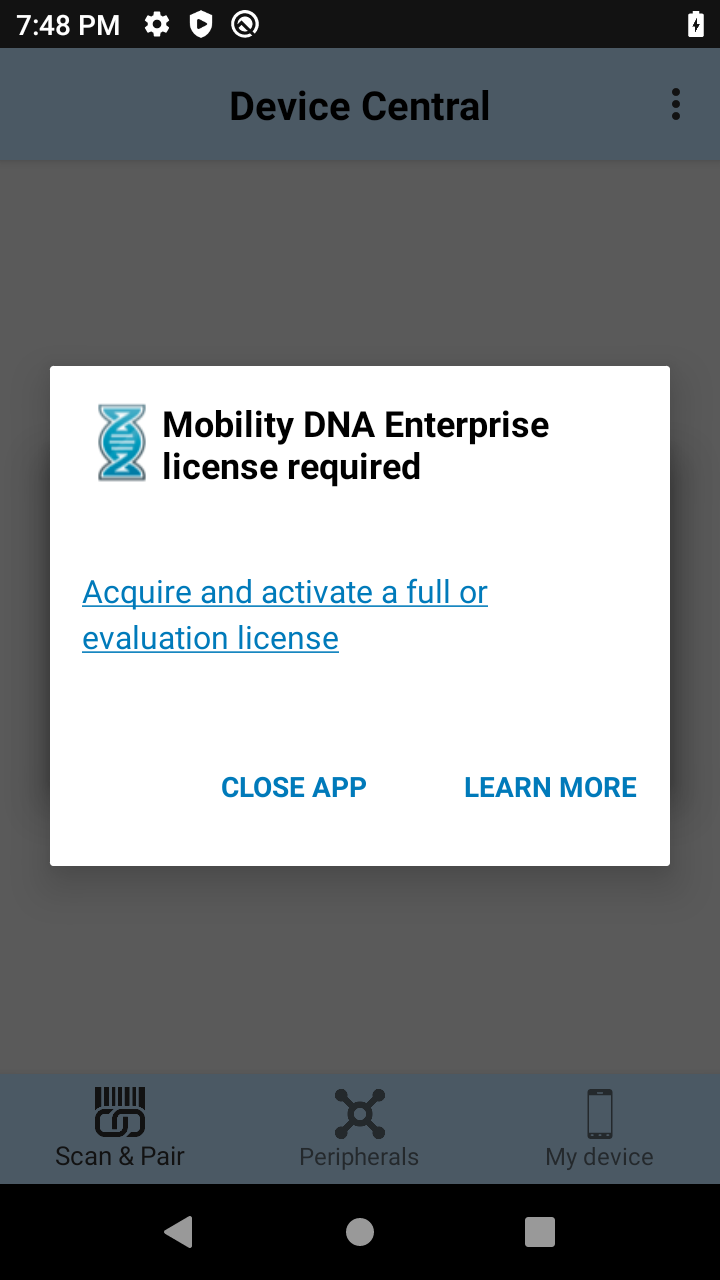 7:48 PM
Device Central
Mobility DNA Enterprise
license required
Acquire and activate a full or
evaluation license
CLOSE APP
LEARN MORE
Scan & Pair
Peripherals
My device